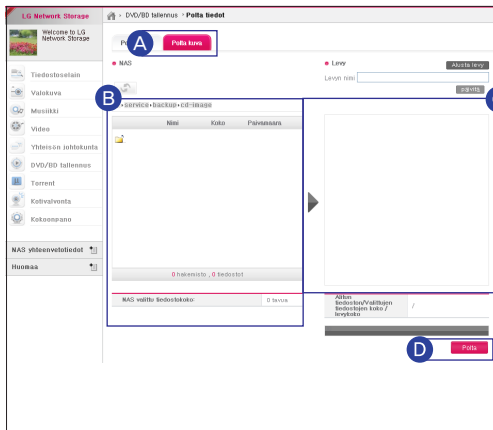 LG Network Storage
DVD/BD tallennus Polta tiedot
Welcome to LG
Network Storage
A
Polta kuva
NAS
Levy
Alusta levy
Levyn nimi
päivitä
B
service backup cd-image
Nimi Koko Paivamaara
Tiedostoselain
Valokuva
Musiikki
Video
Yhteisön johtokunta
DVD/BD tallennus
Torrent
Kotivalvonta
Kokoonpano
NAS yhteenvetotiedot
Huomaa
0 hakemisto , 0 tiedostot
NAS valittu tiedostokoko: 0 tavua
tiedoston/Valittujen
tiedostojen koko /
levykoko
/
D
Polta